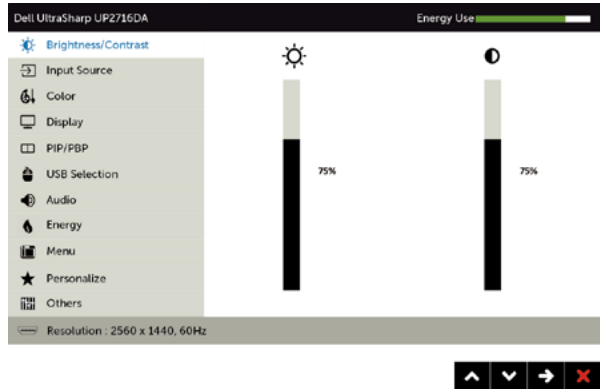 Dell UltraSharp UP2716DA
Energy Use
Brightness/Contrast
Input Source
Color
Display
PIP/PBP
USB Selection
Audio
Energy
Menu
Personalize
Others
75%
75%
Resolution : 2560 x 1440, 60Hz